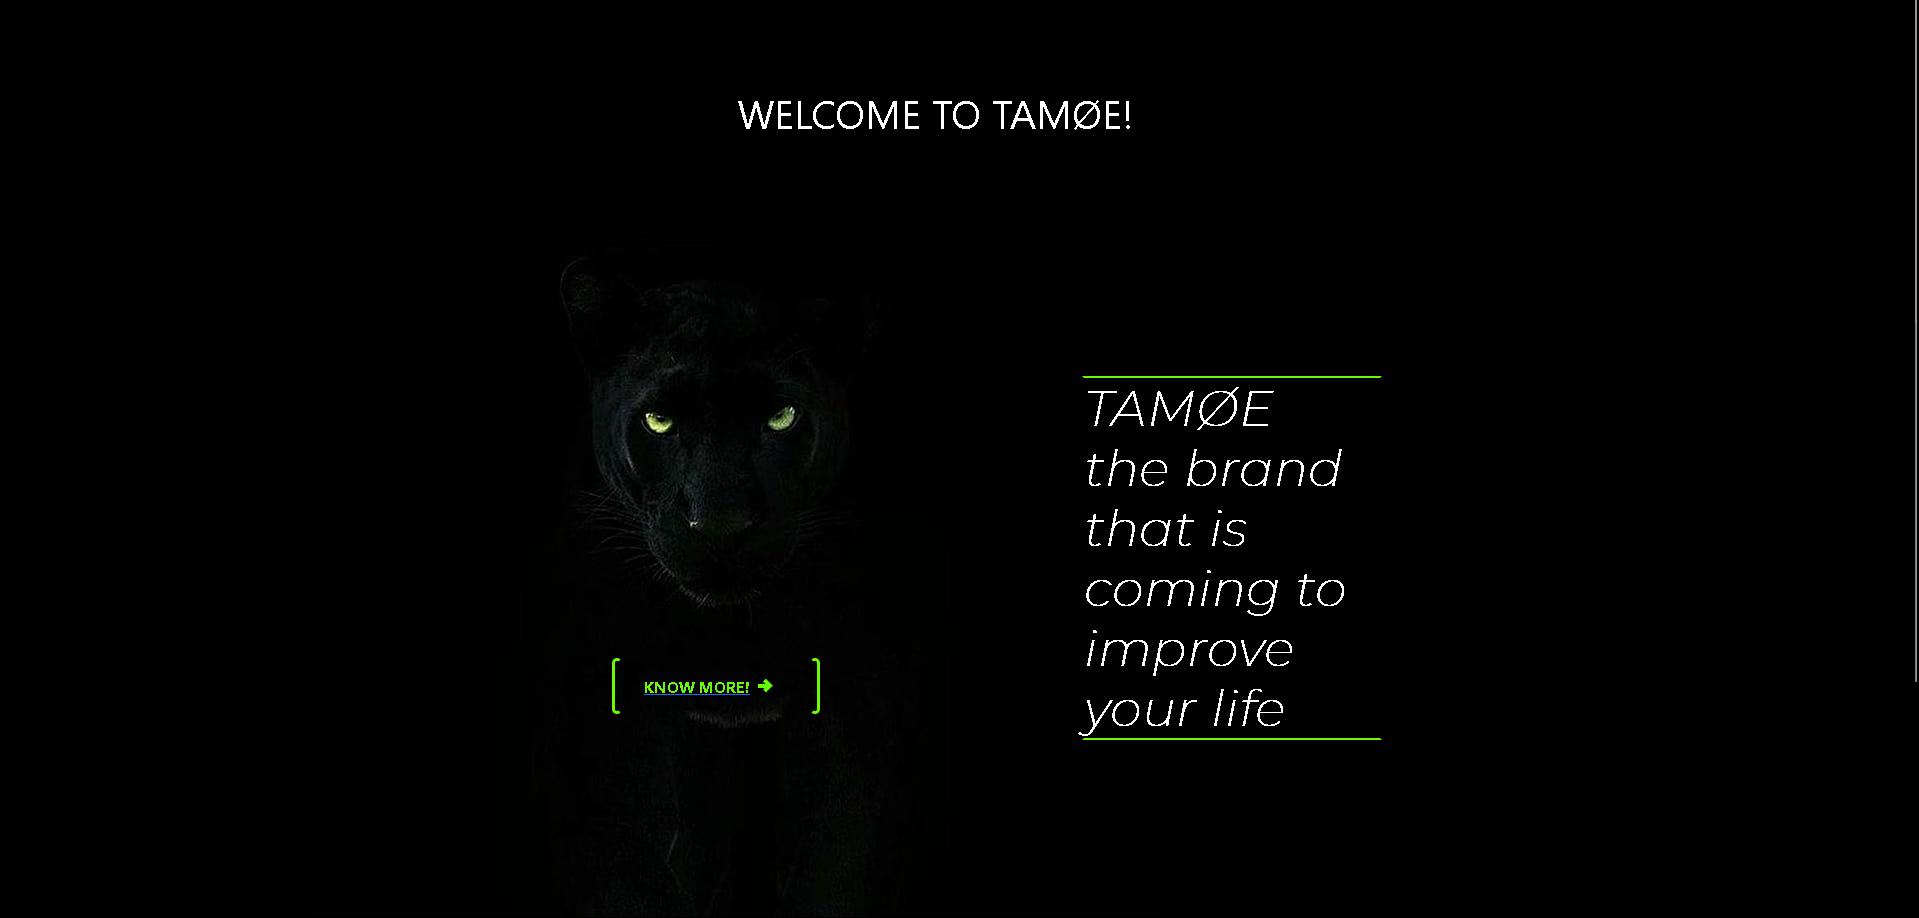 WELCOME TO TAMØE!
TAMØE
the brand
that is
coming to
improve
your life
KNOW MORE!